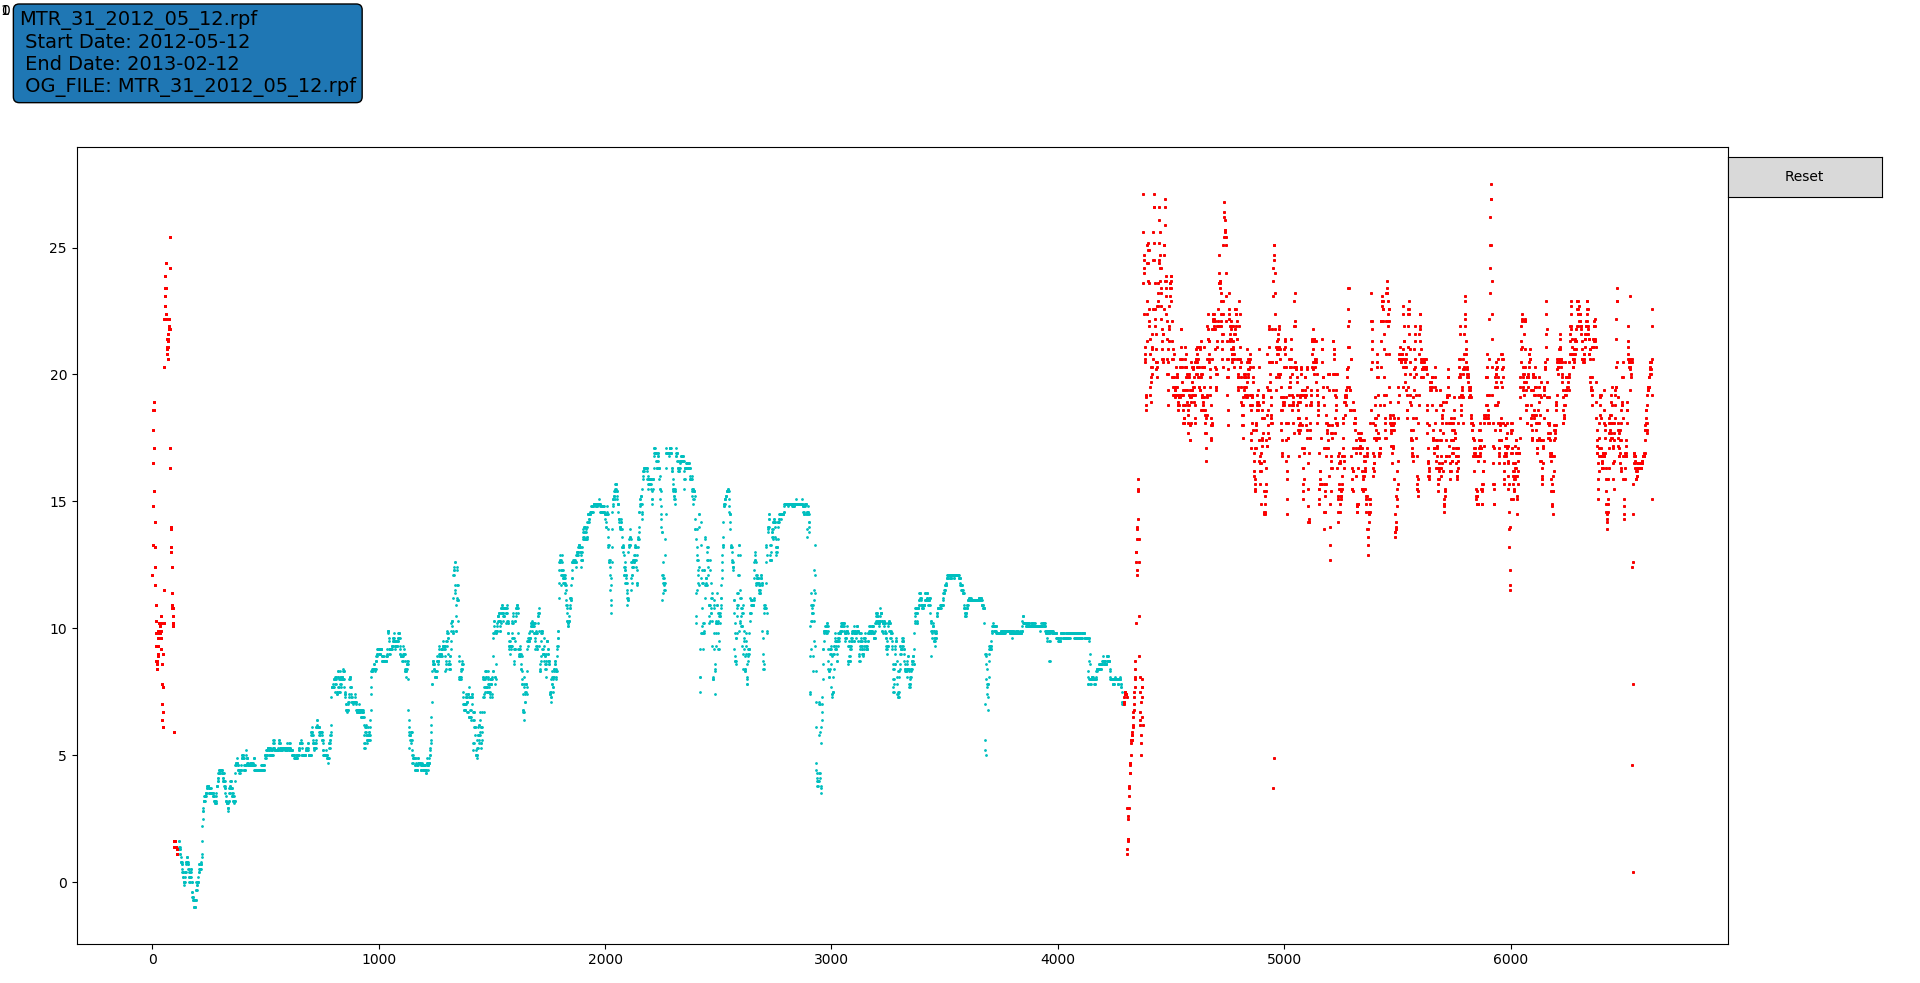 MTR_31_2012_05_12.rpf
Start Date: 2012-05-12
End Date: 2013-02-12
OG_FILE: MTR_31_2012_05_12.rpf
Reset
25
20
15
10
5
0
0 1000 2000 3000 4000 5000 6000